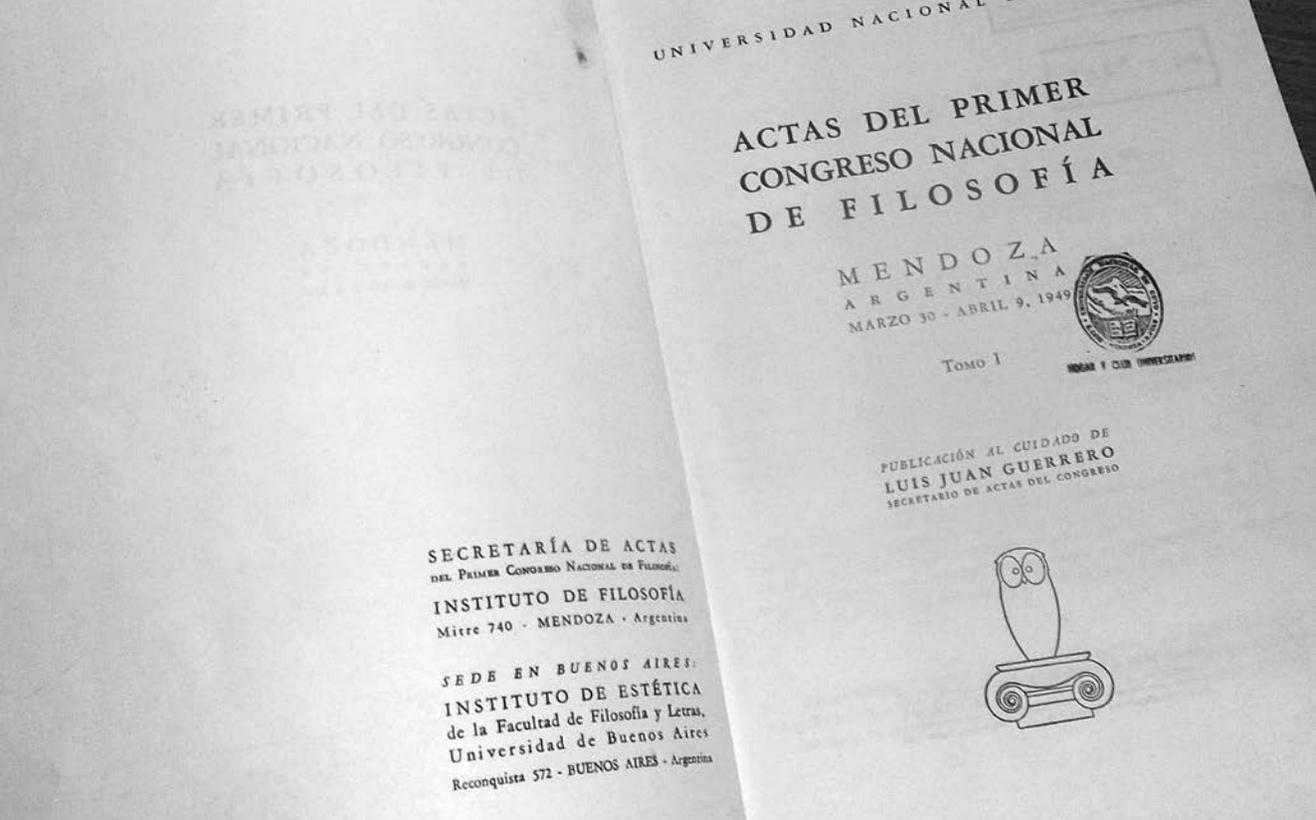 SECRETARÍA DE ACTAS
DEL PRIMER CONGRESO NACIONAL DE FILOSOFÍA:
INSTITUTO DE FILOSOFÍA
Mitre 740 - MENDOZA - Argentina
SEDE EN BUENOS AIRES:
INSTITUTO DE ESTÉTICA
de la Facultad de Filosofía y Letras,
Universidad de Buenos Aires
Reconquista 572 - BUENOS AIRES - Argentina
UNIVERSIDAD NACIONAL
ACTAS DEL PRIMER
CONGRESO NACIONAL
DE FILOSOFÍA
MENDOZA
ARGENTINA
MARZO 30 - ABRIL 9, 1949
TOMO I
HOGAR Y CLUB UNIVERSITARIO
PUBLICACIÓN AL CUIDADO DE
LUIS JUAN GUERRERO
SECRETARIO DE ACTAS DEL CONGRESO